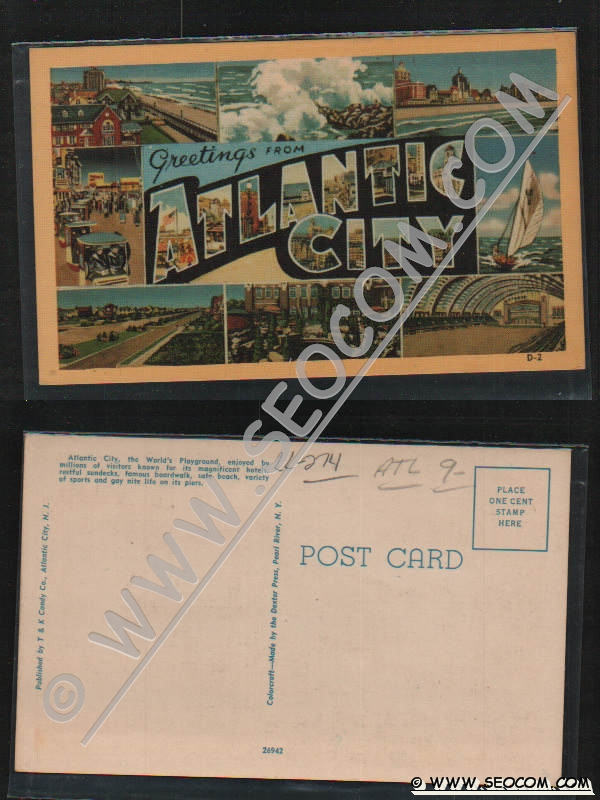 Greetings FROM
ATLANTIC
CITY
D-2
© WWW.SEOCOM.COM
Atlantic City, the World's Playground, enjoyed by
millions of visitors known for its magnificent hotels,
restful sundecks, famous boardwalk, safe beach, variety
of sports and gay nite life on its piers.
LL-274 ATL 9-
PLACE
ONE CENT
STAMP
HERE
POST CARD
Published by T & K Candy Co., Atlantic City, N. J.
Colorcraft—Made by the Dexter Press, Pearl River, N. Y.
26942
© WWW.SEOCOM.COM